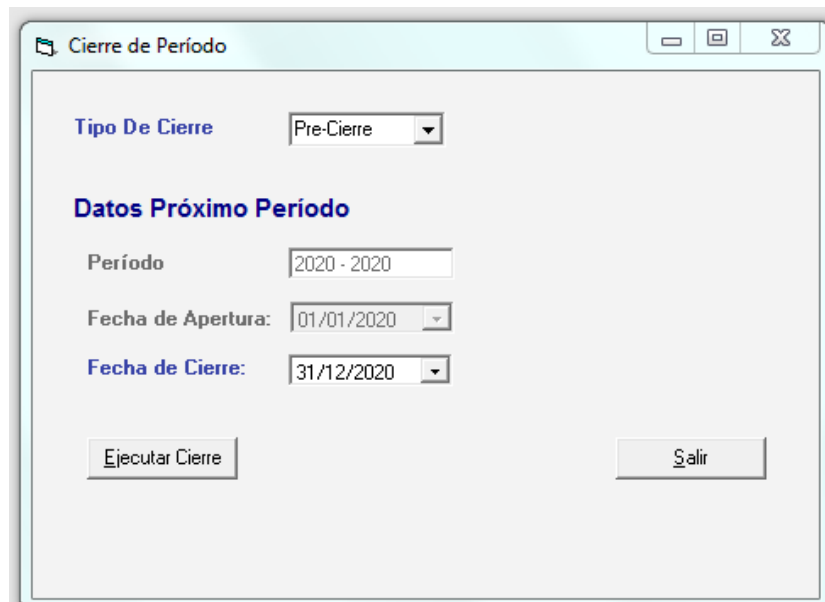 Cierre de Período
Tipo De Cierre Pre-Cierre
Datos Próximo Período
Período 2020 - 2020
Fecha de Apertura: 01/01/2020
Fecha de Cierre: 31/12/2020
Ejecutar Cierre Salir